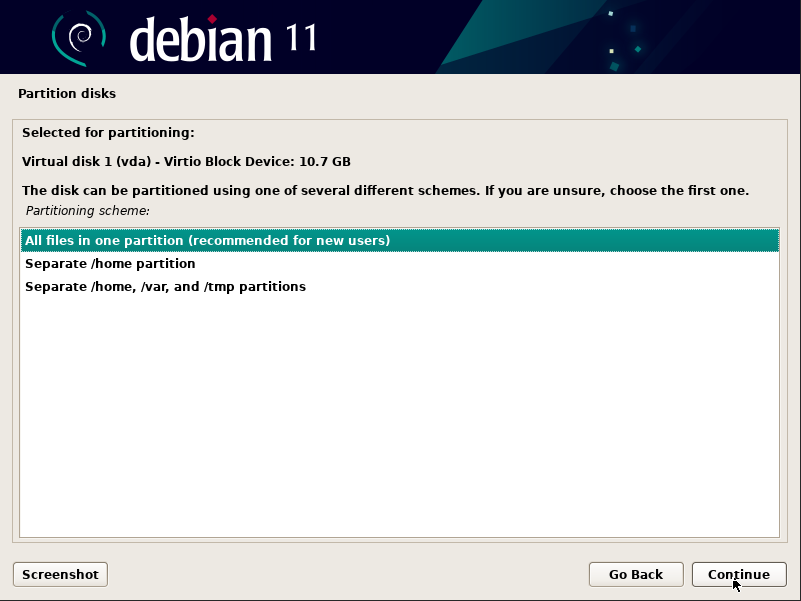 debian 11
Partition disks
Selected for partitioning:
Virtual disk 1 (vda) - Virtio Block Device: 10.7 GB
The disk can be partitioned using one of several different schemes. If you are unsure, choose the first one.
Partitioning scheme:
All files in one partition (recommended for new users)
Separate /home partition
Separate /home, /var, and /tmp partitions
Screenshot
Go Back
Continue